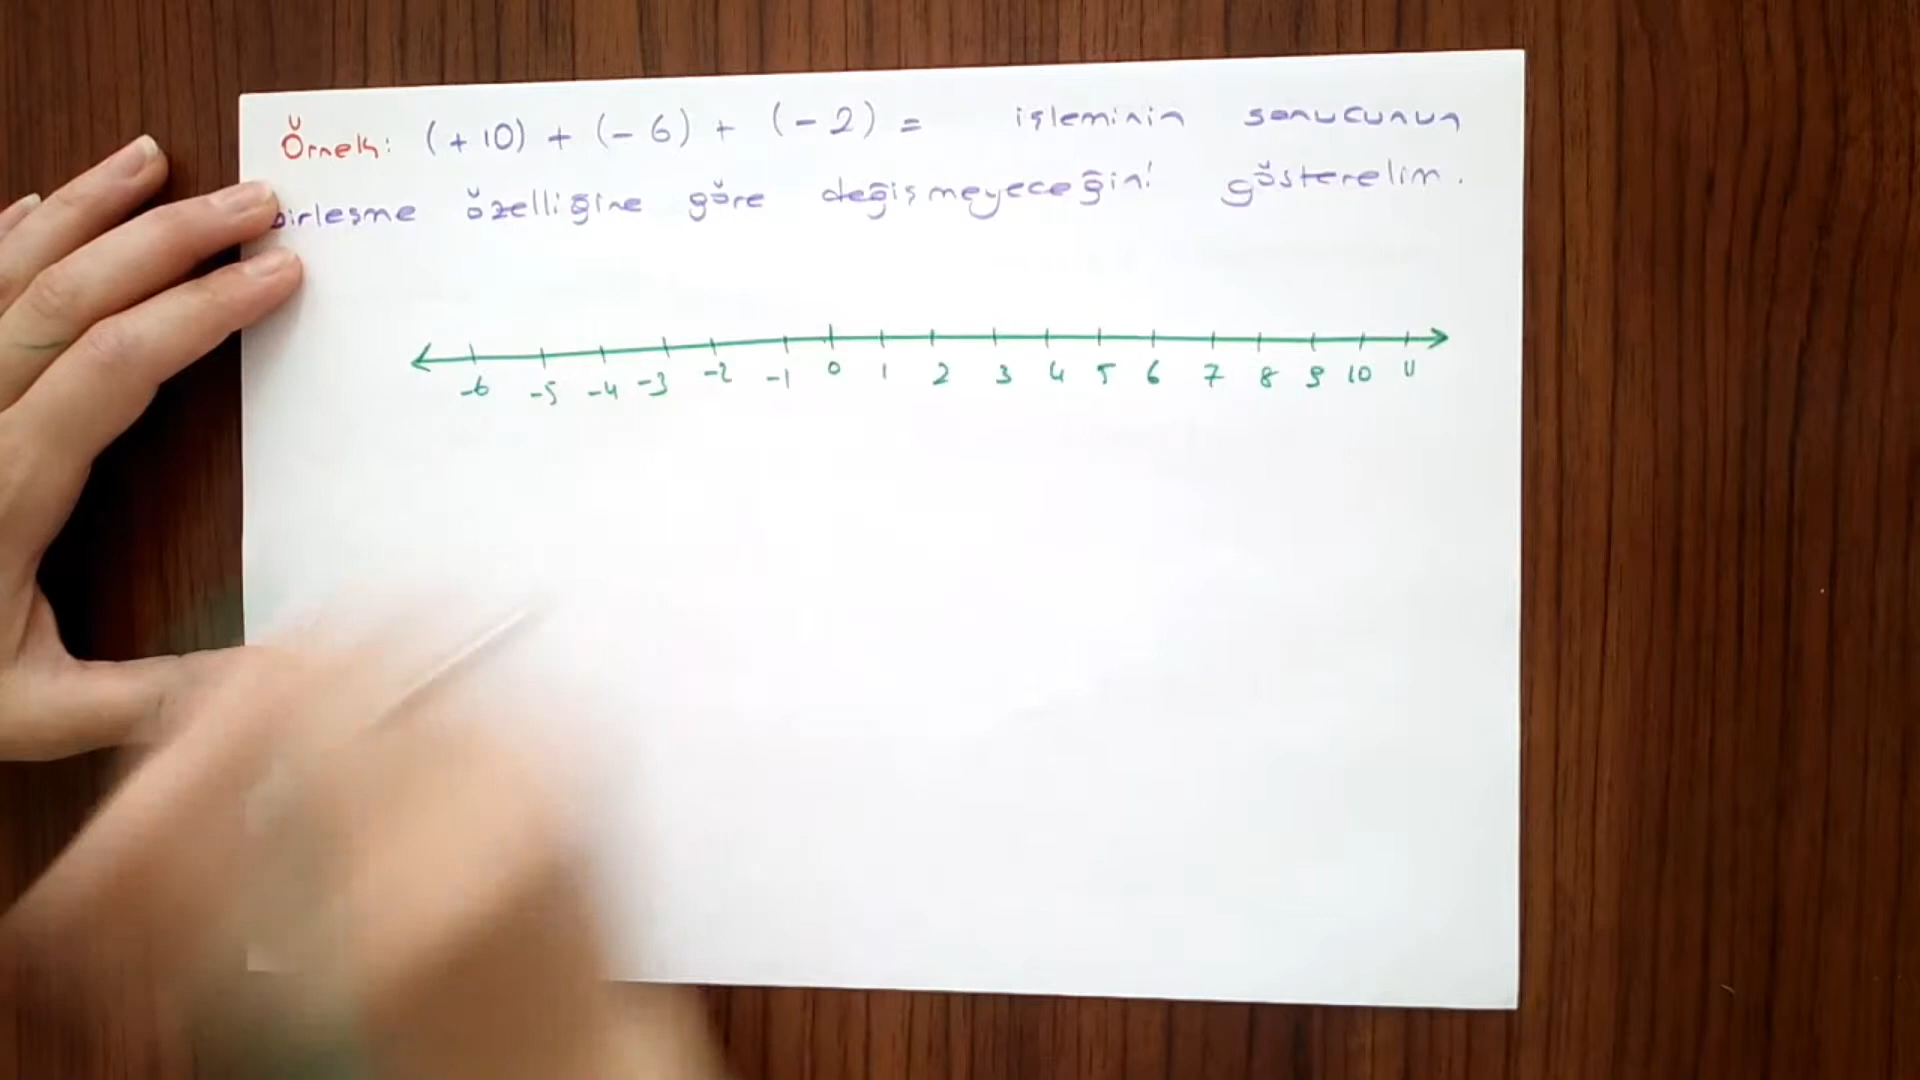 Örnek: (+10) + (-6) + (-2) = işleminin sonucunun
birleşme özelliğine göre değişmeyeceğini gösterelim.
-6 -5 -4 -3 -2 -1 0 1 2 3 4 5 6 7 8 9 10 11